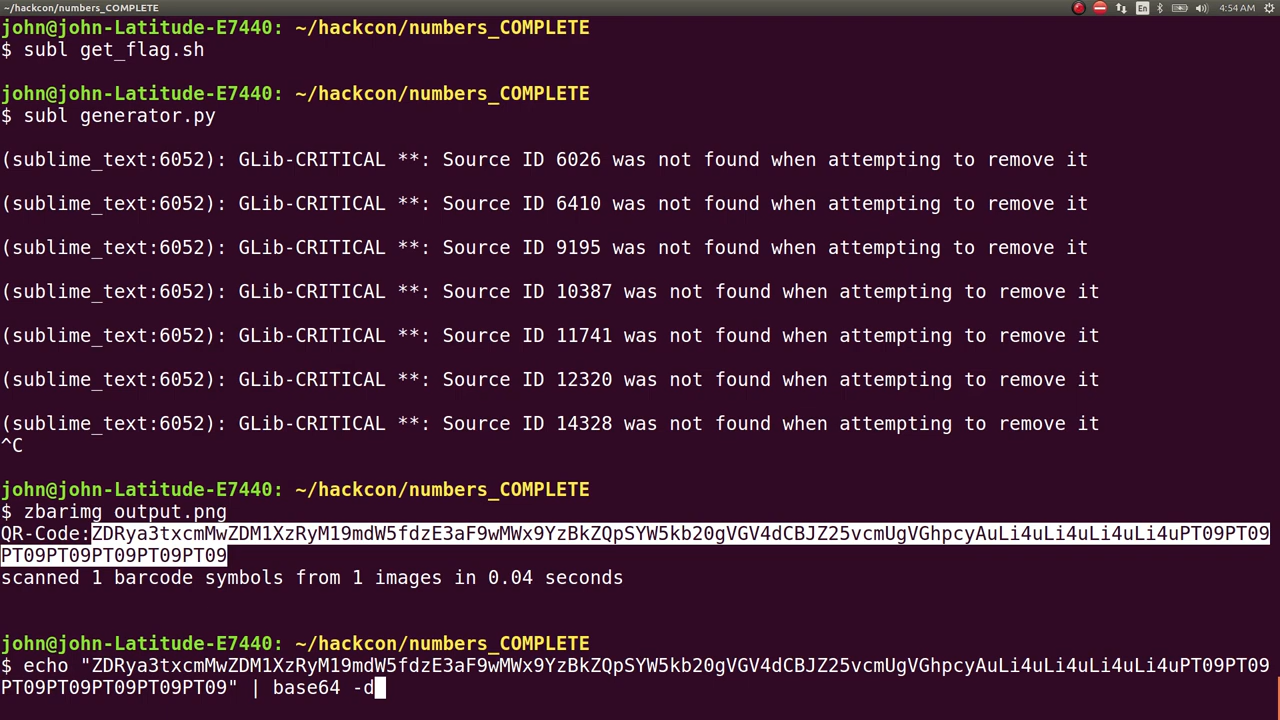 ~/hackcon/numbers_COMPLETE
En
4:54 AM
john@john-Latitude-E7440: ~/hackcon/numbers_COMPLETE
$ subl get_flag.sh
john@john-Latitude-E7440: ~/hackcon/numbers_COMPLETE
$ subl generator.py
(sublime_text:6052): GLib-CRITICAL **: Source ID 6026 was not found when attempting to remove it
(sublime_text:6052): GLib-CRITICAL **: Source ID 6410 was not found when attempting to remove it
(sublime_text:6052): GLib-CRITICAL **: Source ID 9195 was not found when attempting to remove it
(sublime_text:6052): GLib-CRITICAL **: Source ID 10387 was not found when attempting to remove it
(sublime_text:6052): GLib-CRITICAL **: Source ID 11741 was not found when attempting to remove it
(sublime_text:6052): GLib-CRITICAL **: Source ID 12320 was not found when attempting to remove it
(sublime_text:6052): GLib-CRITICAL **: Source ID 14328 was not found when attempting to remove it
^C
john@john-Latitude-E7440: ~/hackcon/numbers_COMPLETE
$ zbarimg output.png
QR-Code:ZDRya3txcmMwZDM1XzRyM19mdW5fdzE3aF9wMWx9YzBkZQpSYW5kb20gVGV4dCBJZ25vcmUgVGhpcyAuLi4uLi4uLi4uLi4uPT09PT09
PT09PT09PT09PT09PT09
scanned 1 barcode symbols from 1 images in 0.04 seconds
john@john-Latitude-E7440: ~/hackcon/numbers_COMPLETE
$ echo "ZDRya3txcmMwZDM1XzRyM19mdW5fdzE3aF9wMWx9YzBkZQpSYW5kb20gVGV4dCBJZ25vcmUgVGhpcyAuLi4uLi4uLi4uLi4uPT09PT09
PT09PT09PT09PT09PT09" | base64 -d